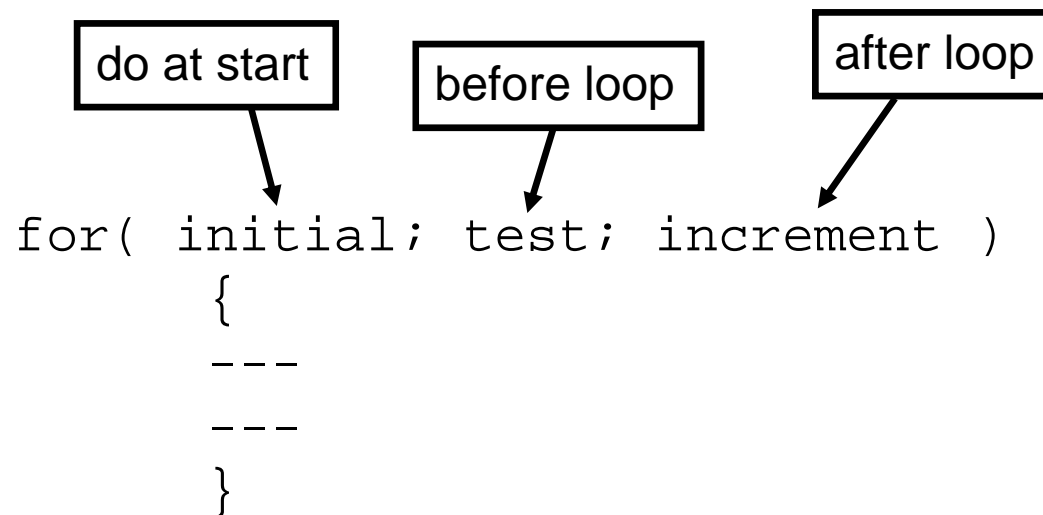 do at start
before loop
after loop
for( initial; test; increment )
{
---
---
}